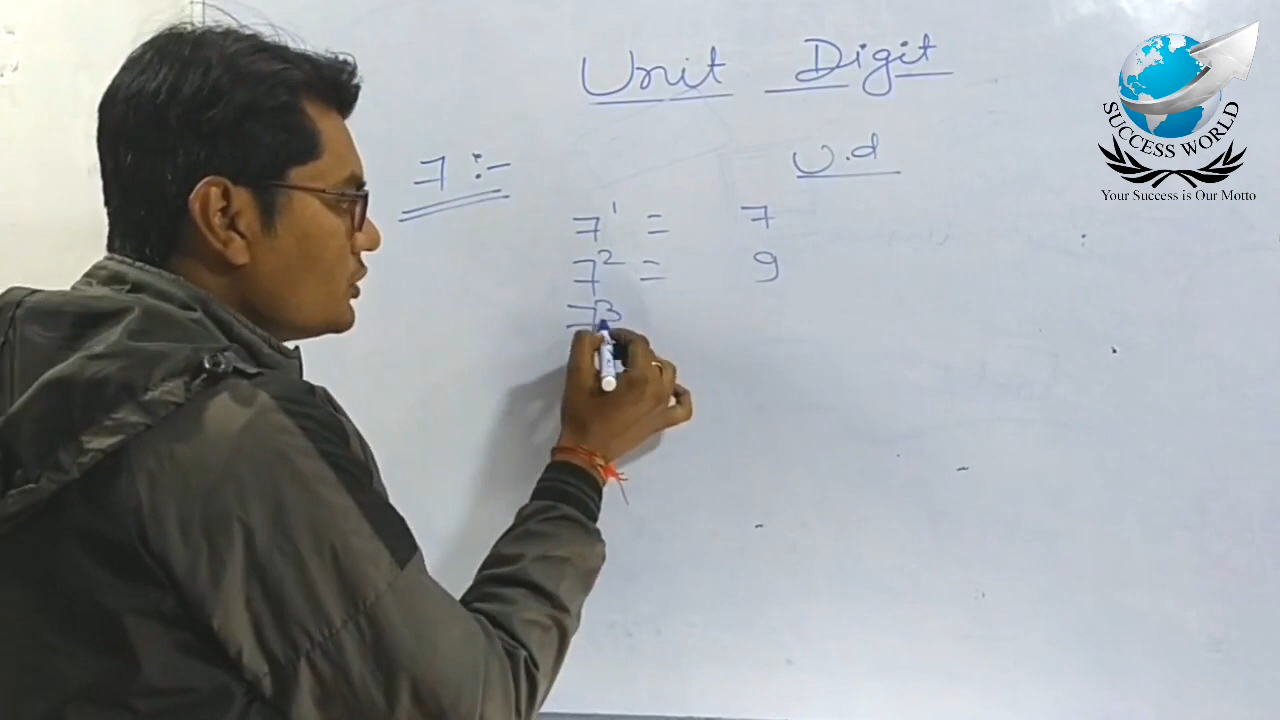 Unit Digit
7 :-
U.d
7¹ = 7
7² = 9
7³
SUCCESS WORLD
Your Success is Our Motto